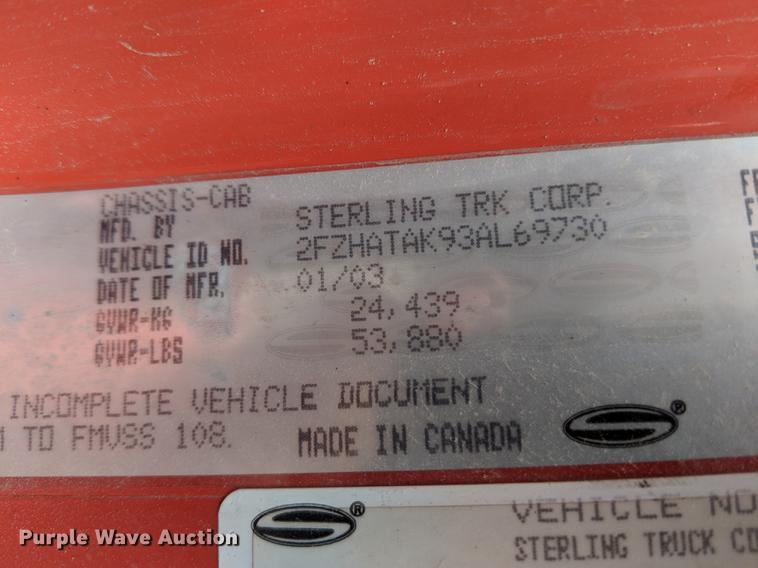 CHASSIS-CAB
MFD. BY STERLING TRK CORP.
VEHICLE ID NO. 2FZHATAK93AL69730
DATE OF MFR. 01/03
GVWR-KG 24,439
GVWR-LBS 53,880
INCOMPLETE VEHICLE DOCUMENT
TO FMVSS 108. MADE IN CANADA
®
®
VEHICLE NO
STERLING TRUCK CO
Purple Wave Auction